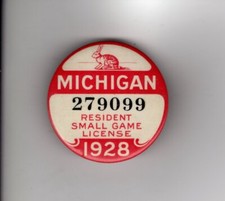 MICHIGAN
279099
RESIDENT
SMALL GAME
LICENSE
1928